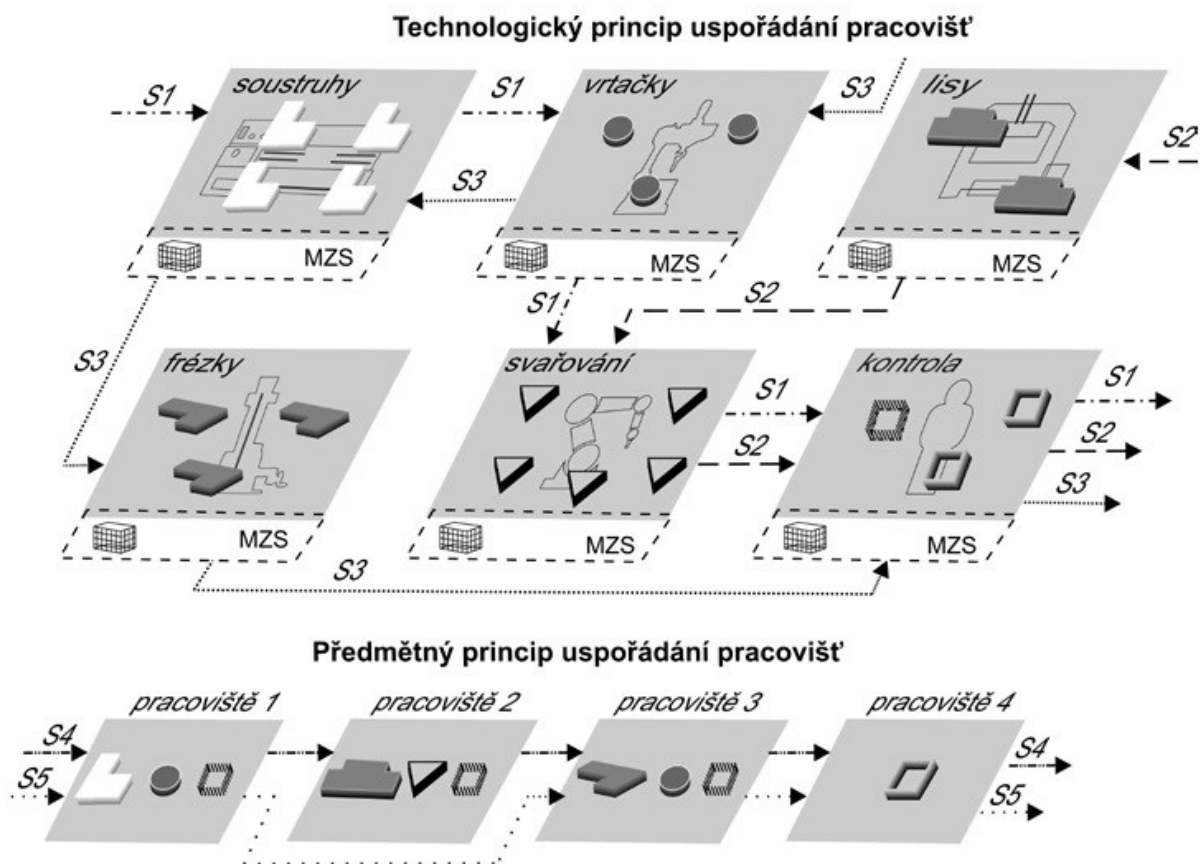 Technologický princip uspořádání pracovišť
soustruhy
vrtačky
lisy
S1
S1
S3
S2
S3
MZS
MZS
MZS
S1
S2
S3
frézky
svařování
kontrola
S1
S1
S2
S2
S3
MZS
MZS
MZS
S3
Předmětný princip uspořádání pracovišť
pracoviště 1
pracoviště 2
pracoviště 3
pracoviště 4
S4
S4
S5
S5